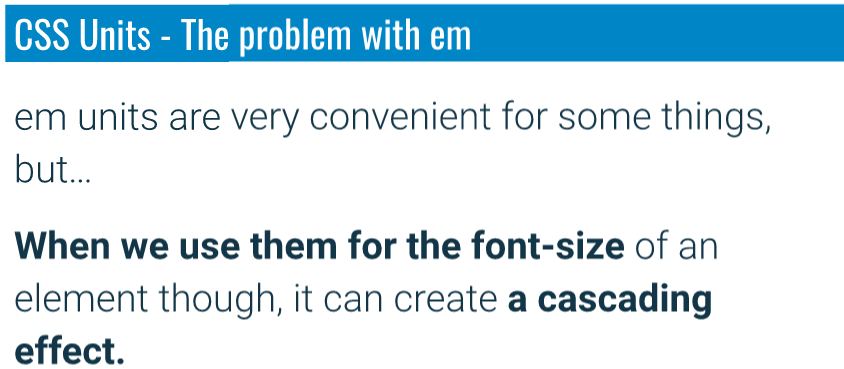 CSS Units - The problem with em
em units are very convenient for some things,
but...
When we use them for the font-size of an
element though, it can create a cascading
effect.